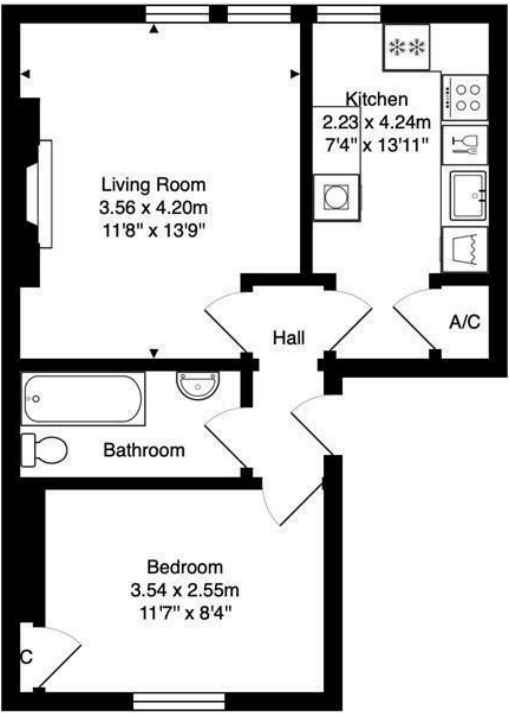 Kitchen
2.23 x 4.24m
7'4" x 13'11"
Living Room
3.56 x 4.20m
11'8" x 13'9"
A/C
Hall
Bathroom
Bedroom
3.54 x 2.55m
11'7" x 8'4"
C